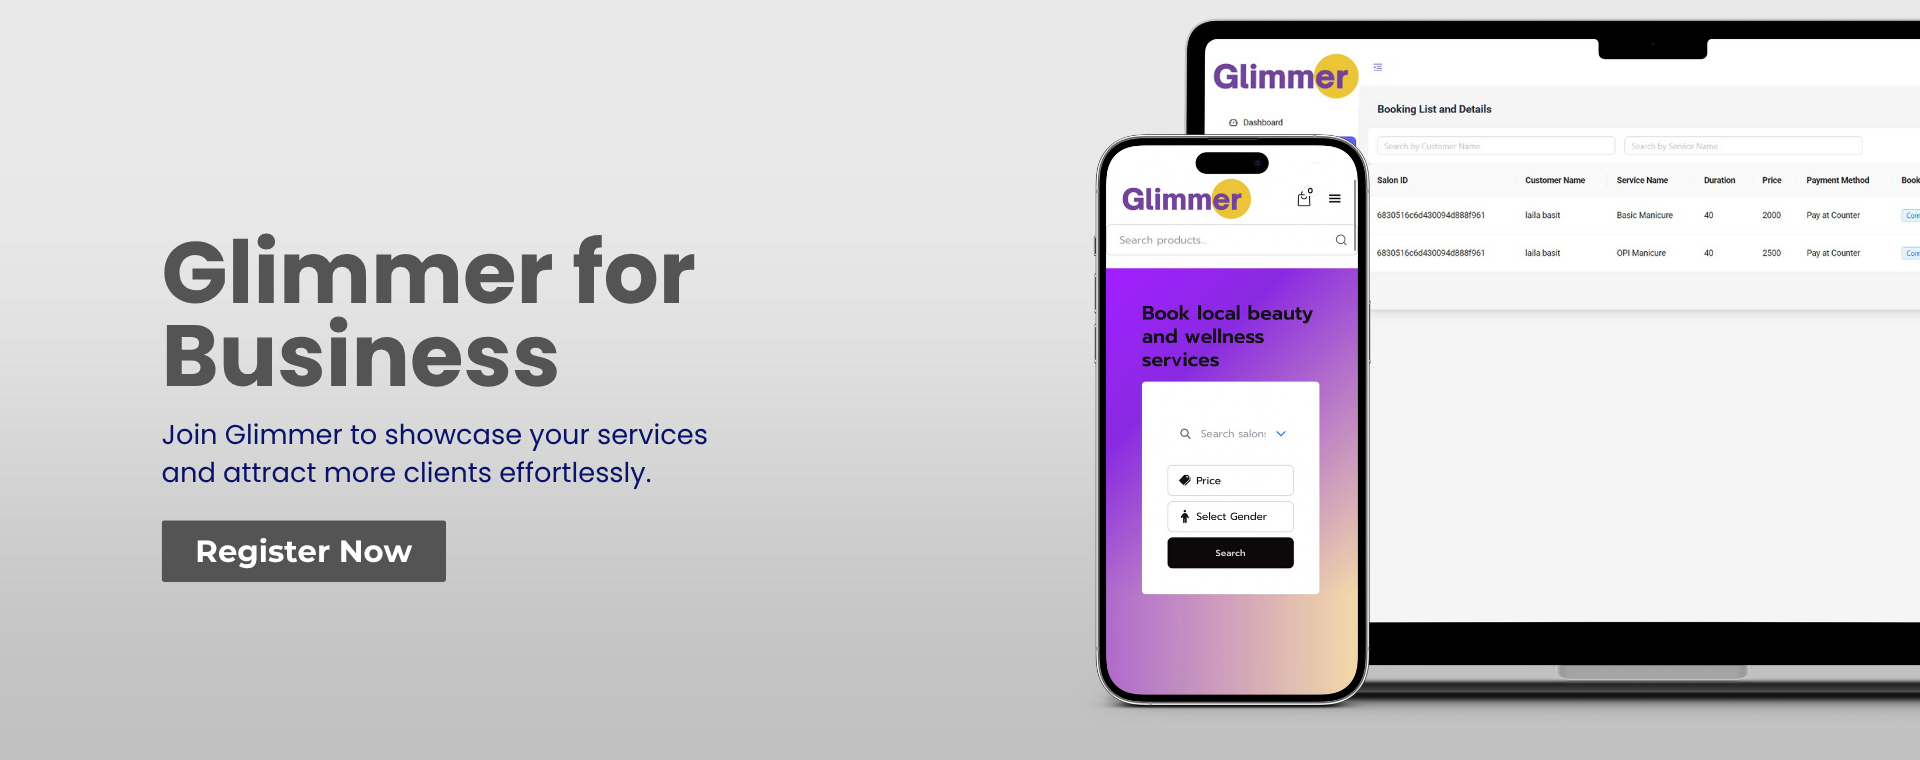 Glimmer for
Business
Join Glimmer to showcase your services
and attract more clients effortlessly.
Register Now
Glimmer
Dashboard
Booking List and Details
Search by Customer Name
Search by Service Name
Salon ID Customer Name Service Name Duration Price Payment Method
6830516c6d430094d888f961 laila basit Basic Manicure 40 2000 Pay at Counter
6830516c6d430094d888f961 laila basit OPI Manicure 40 2500 Pay at Counter
Glimmer
0
Search products...
Book local beauty
and wellness
services
Search salon
Price
Select Gender
Search